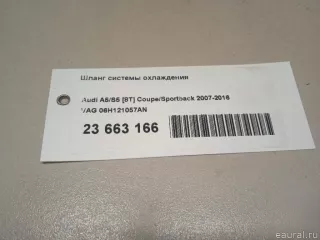 Шланг системы охлаждения
Audi A5/S5 [8T] Coupe/Sportback 2007-2016
VAG 06H121057AN
23 663 166
eaural.ru